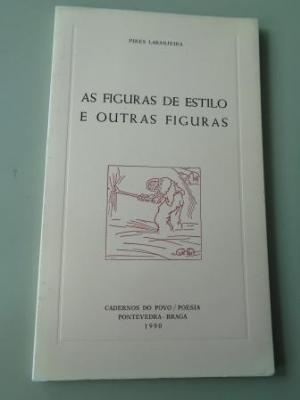 PIRES LARANJEIRA
AS FIGURAS DE ESTILO
E OUTRAS FIGURAS
CADERNOS DO POVO / POESIA
PONTEVEDRA - BRAGA
1990